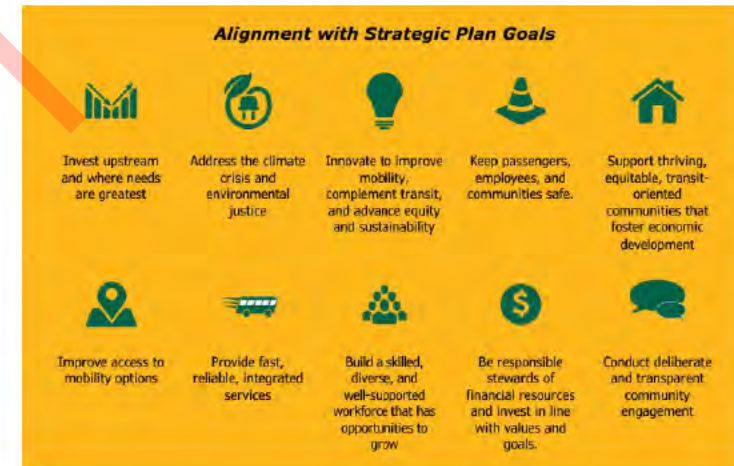 Alignment with Strategic Plan Goals
Invest upstream
and where needs
are greatest
Address the climate
crisis and
environmental
justice
Innovate to improve
mobility,
complement transit,
and advance equity
and sustainability
Keep passengers,
employees, and
communities safe.
Support thriving,
equitable, transit-
oriented
communities that
foster economic
development
Improve access to
mobility options
Provide fast,
reliable, integrated
services
Build a skilled,
diverse, and
well-supported
workforce that has
opportunities to
grow
$
Be responsible
stewards of
financial resources
and invest in line
with values and
goals.
Conduct deliberate
and transparent
community
engagement